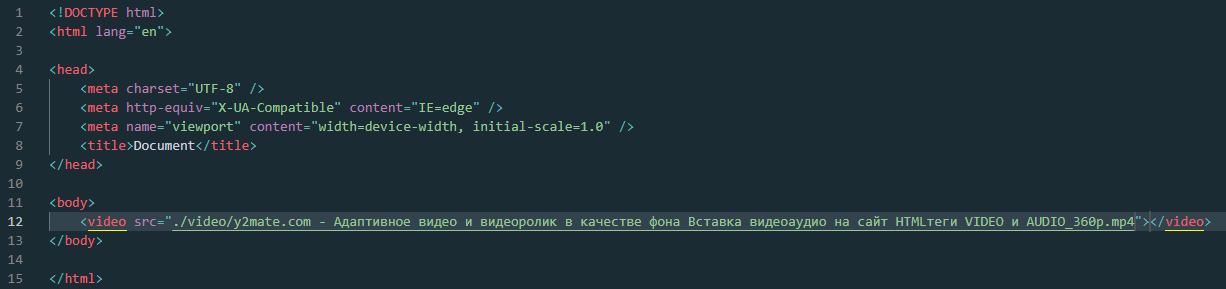 1 <!DOCTYPE html>
2 <html lang="en">
3
4 <head>
5     <meta charset="UTF-8" />
6     <meta http-equiv="X-UA-Compatible" content="IE=edge" />
7     <meta name="viewport" content="width=device-width, initial-scale=1.0" />
8     <title>Document</title>
9 </head>
10
11 <body>
12     <video src="./video/y2mate.com - Адаптивное видео и видеоролик в качестве фона Вставка видеоаудио на сайт HTMLтеги VIDEO и AUDIO_360p.mp4"></video>
13 </body>
14
15 </html>